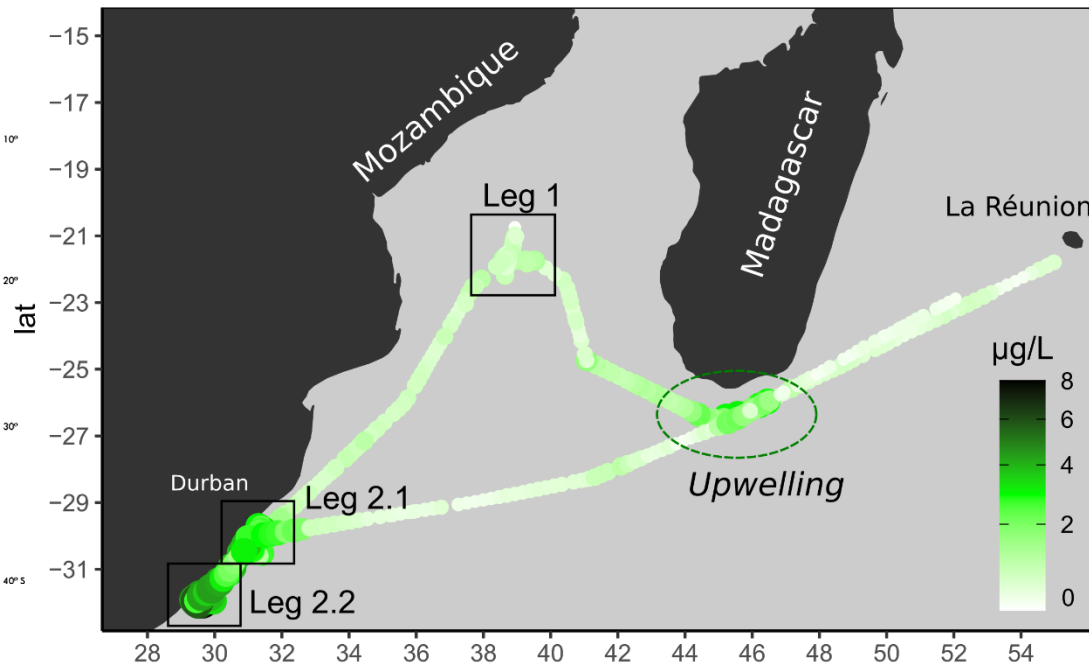 −15
−17
10°
−19
−21
20°
−23
lat
−25
−27
30°
−29
−31
40° S
28
30
32
34
36
38
40
42
44
46
48
50
52
54
Mozambique
Madagascar
La Réunion
Leg 1
Upwelling
Durban
Leg 2.1
Leg 2.2
µg/L
8
6
4
2
0